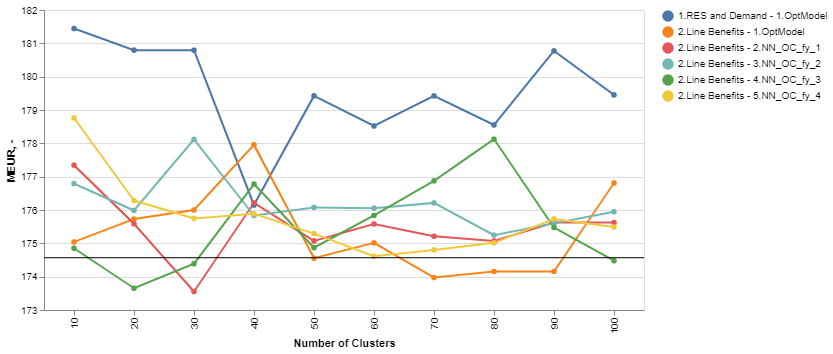 182
181
180
179
178
177
176
175
174
173
MEUR, -
10
20
30
40
50
60
70
80
90
100
Number of Clusters
1.RES and Demand - 1.OptModel
2.Line Benefits - 1.OptModel
2.Line Benefits - 2.NN_OC_fy_1
2.Line Benefits - 3.NN_OC_fy_2
2.Line Benefits - 4.NN_OC_fy_3
2.Line Benefits - 5.NN_OC_fy_4